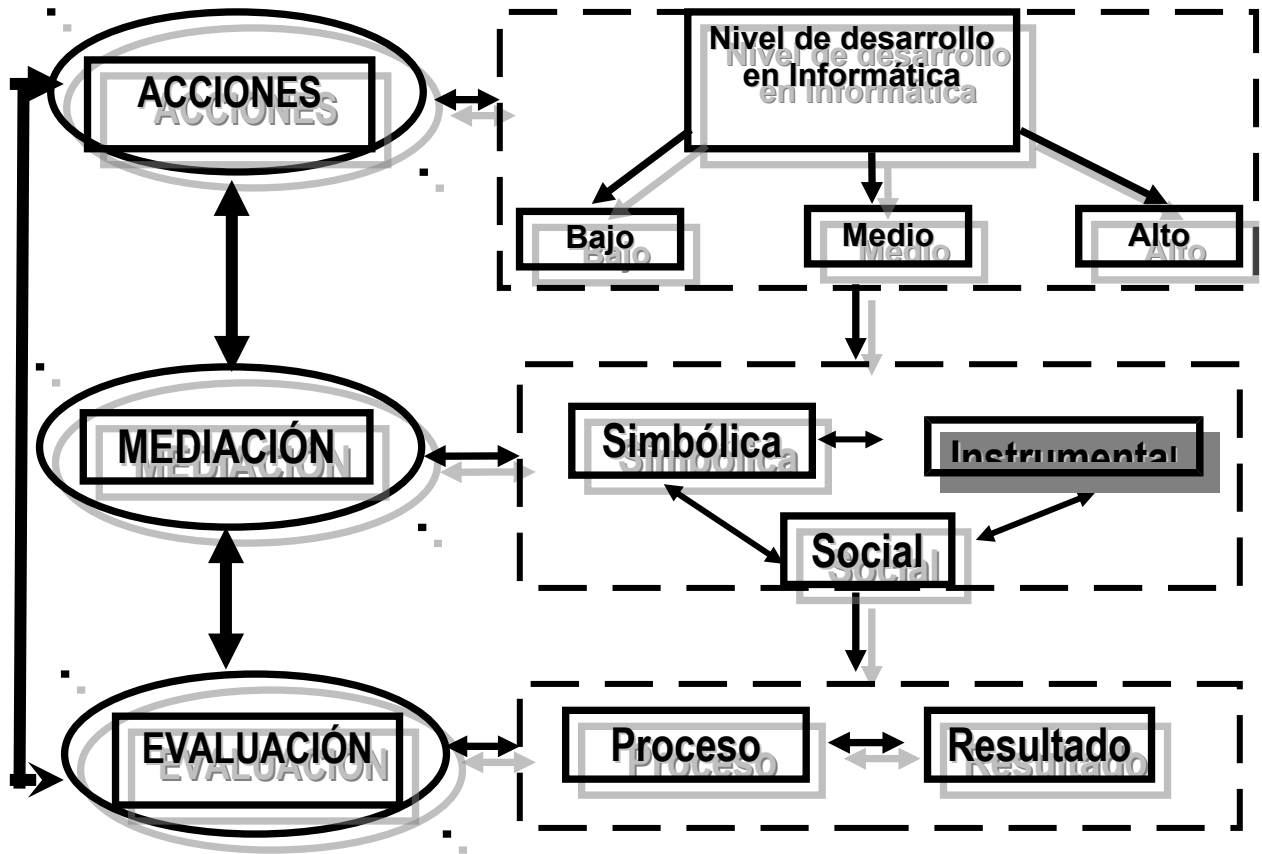 ACCIONES
Nivel de desarrollo
en Informática
Bajo
Medio
Alto
MEDIACIÓN
Simbólica
Instrumental
Social
EVALUACIÓN
Proceso
Resultado